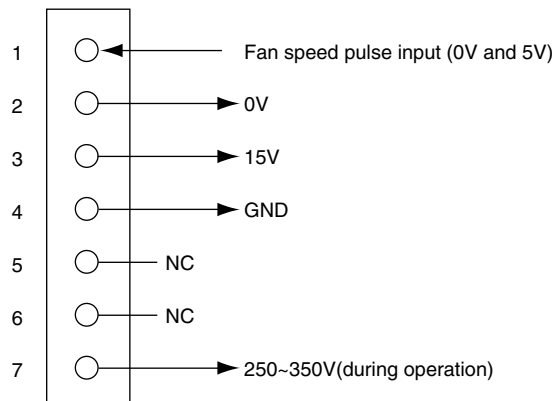 1 Fan speed pulse input (0V and 5V)
2 0V
3 15V
4 GND
5 NC
6 NC
7 250~350V(during operation)